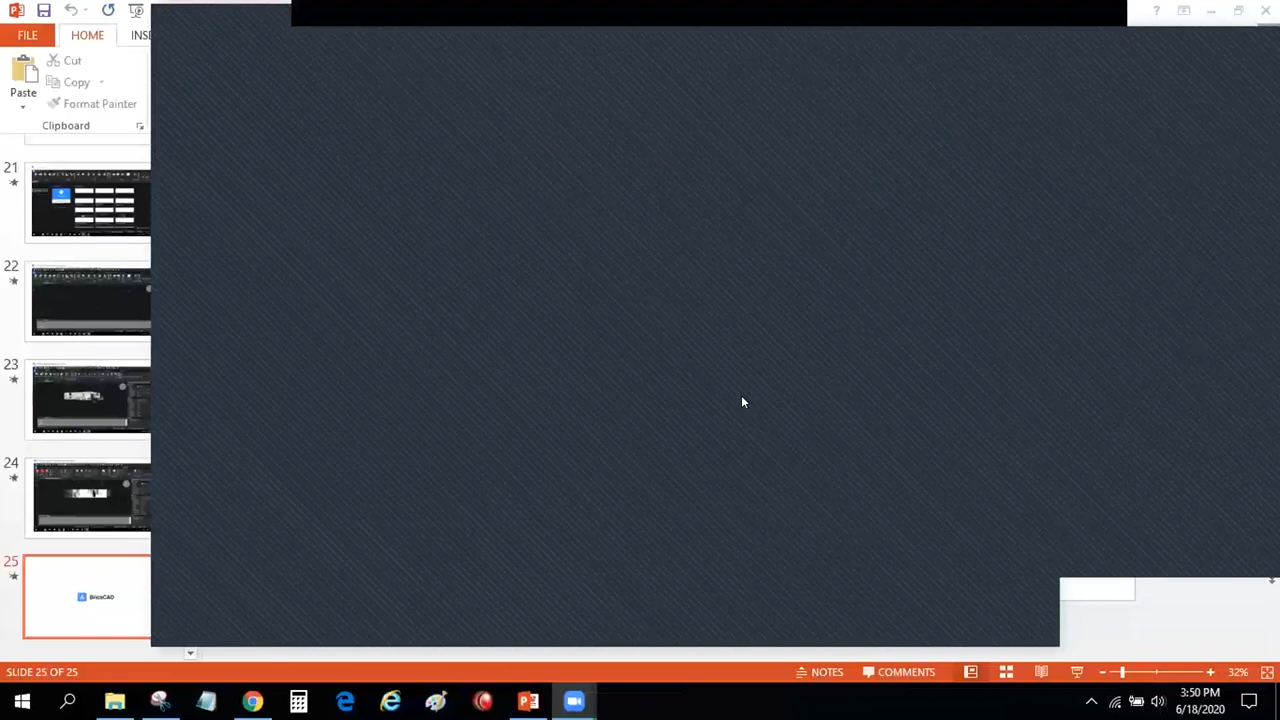 FILE
HOME
INS
Cut
Copy
Paste
Format Painter
Clipboard
21
22
23
24
25
BricsCAD
SLIDE 25 OF 25
NOTES
COMMENTS
32%
3:50 PM
6/18/2020